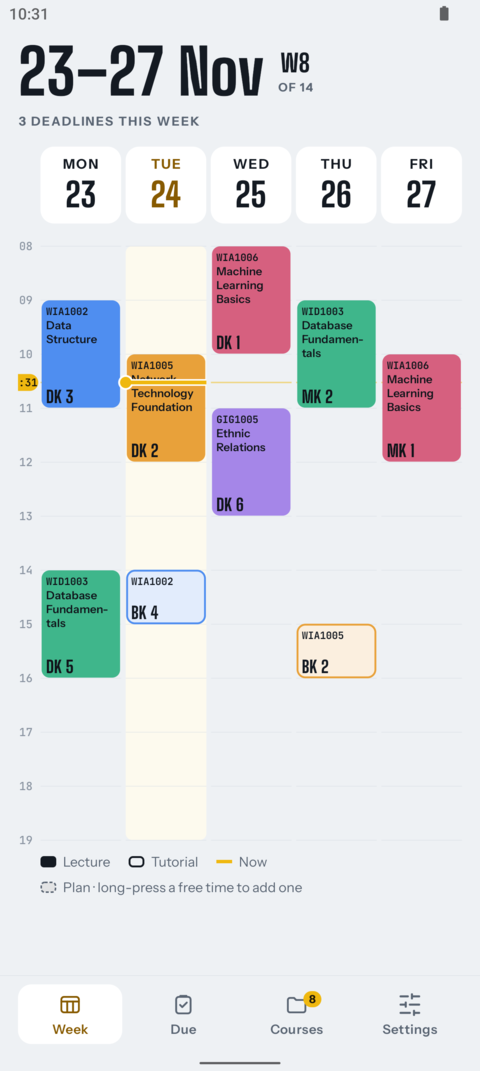 10:31
23–27 Nov
W8
OF 14
3 DEADLINES THIS WEEK
MON
23
TUE
24
WED
25
THU
26
FRI
27
08
09
10
:31
11
12
13
14
15
16
17
18
19
WIA1002
Data
Structure
DK 3
WID1003
Database
Fundamen-
tals
DK 5
WIA1005
Network
Technology
Foundation
DK 2
WIA1002
BK 4
WIA1006
Machine
Learning
Basics
DK 1
GIG1005
Ethnic
Relations
DK 6
WID1003
Database
Fundamen-
tals
MK 2
WIA1005
BK 2
WIA1006
Machine
Learning
Basics
MK 1
Lecture
Tutorial
Now
Plan · long-press a free time to add one
Week
Due
8
Courses
Settings